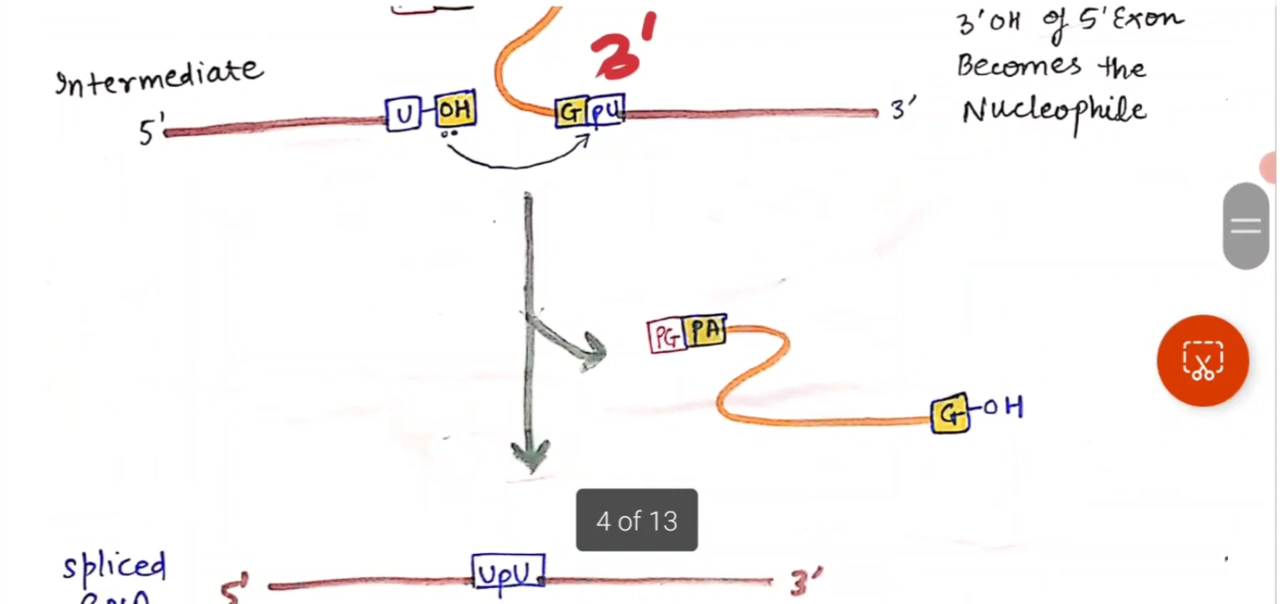 3'
3'OH of 5'Exon
Becomes the
Nucleophile
Intermediate
5'
U OH
G pU
3'
PG PA
G OH
4 of 13
spliced
5'
UpU
3'